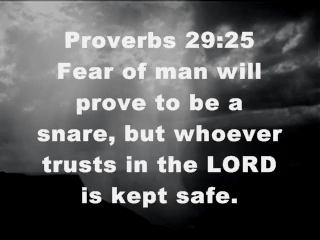 Proverbs 29:25
Fear of man will
prove to be a
snare, but whoever
trusts in the LORD
is kept safe.